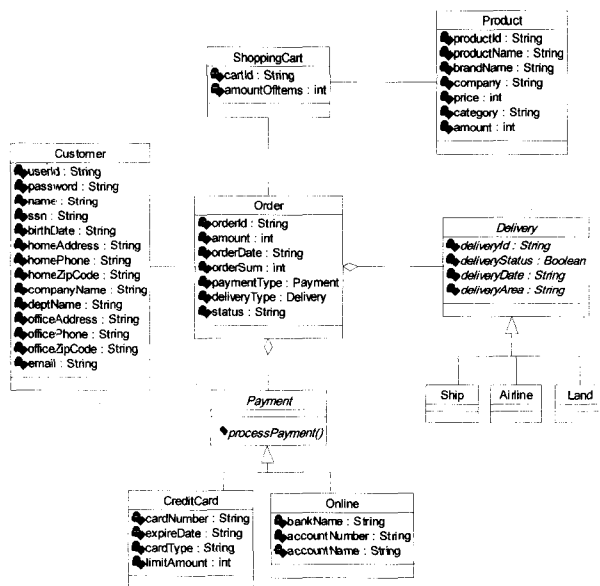 Product
productId : String
productName : String
brandName : String
company : String
price : int
category : String
amount : int
ShoppingCart
cartId : String
amountOfItems : int
Customer
userId : String
password : String
name : String
ssn : String
birthDate : String
homeAddress : String
homePhone : String
homeZipCode : String
companyName : String
deptName : String
officeAddress : String
officePhone : String
officeZipCode : String
email : String
Order
orderId : String
amount : int
orderDate : String
orderSum : int
paymentType : Payment
deliveryType : Delivery
status : String
Delivery
deliveryId : String
deliveryStatus : Boolean
deliveryDate : String
deliveryArea : String
Ship
Airline
Land
Payment
processPayment()
CreditCard
cardNumber : String
expireDate : String
cardType : String
limitAmount : int
Online
bankName : String
accountNumber : String
accountName : String